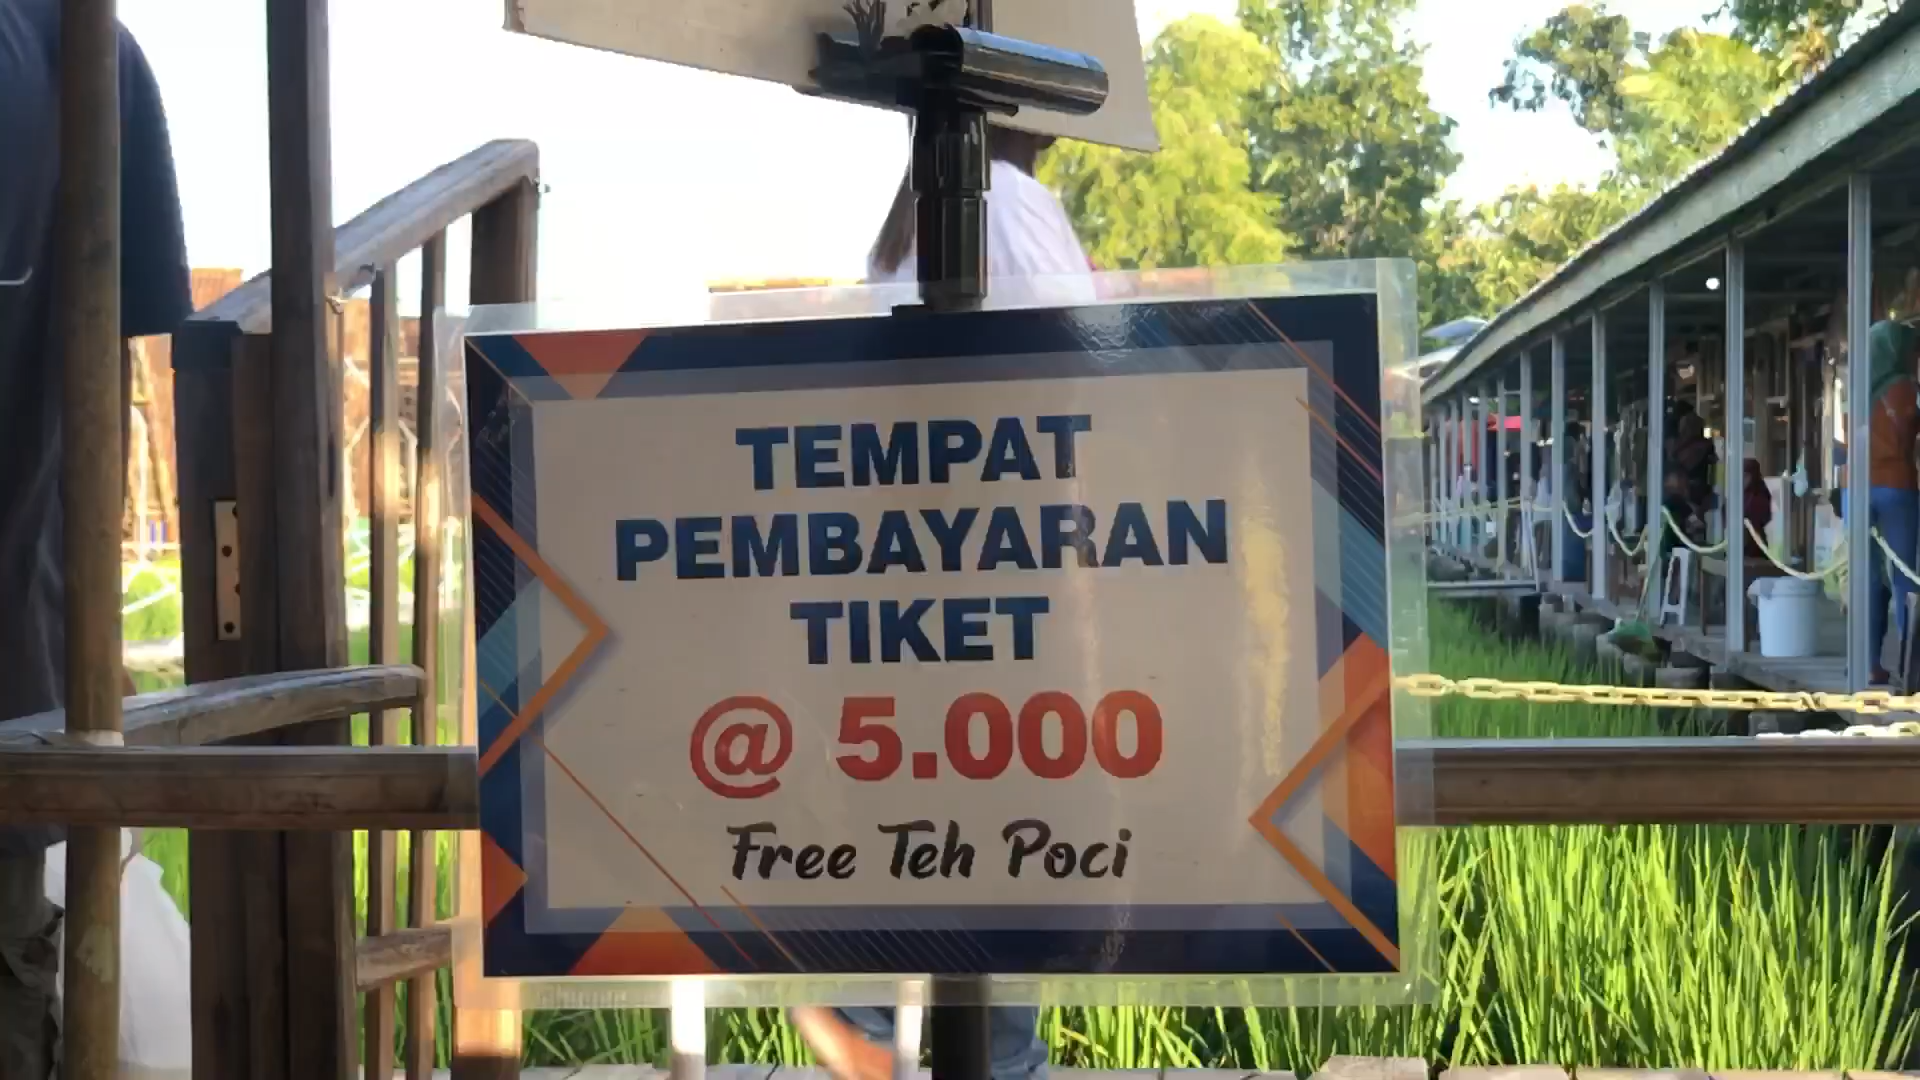 TEMPAT
PEMBAYARAN
TIKET
@ 5.000
Free Teh Poci